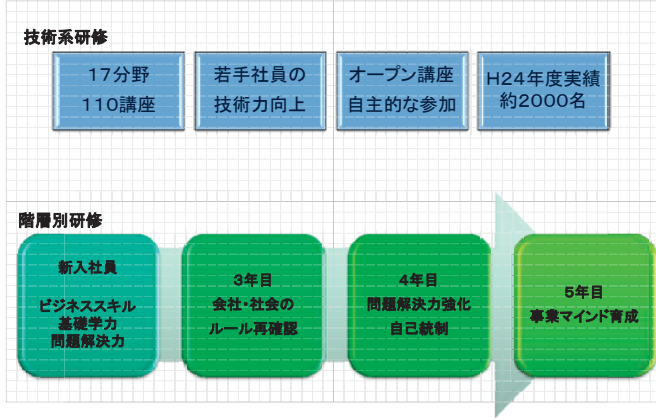 技術系研修
17分野
110講座
若手社員の
技術力向上
オープン講座
自主的な参加
H24年度実績
約2000名
階層別研修
新入社員
ビジネススキル
基礎学力
問題解決力
3年目
会社・社会の
ルール再確認
4年目
問題解決力強化
自己統制
5年目
事業マインド育成